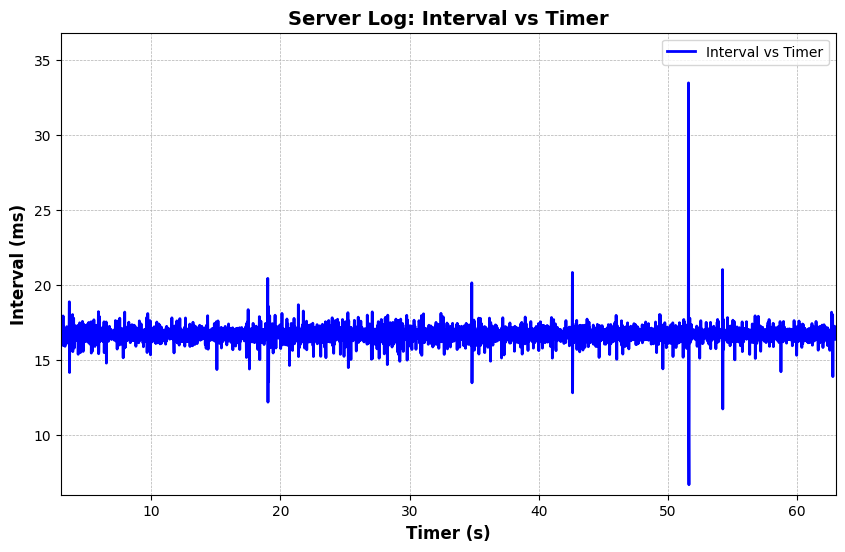 Server Log: Interval vs Timer
Interval vs Timer
35
30
25
20
15
10
Interval (ms)
10 20 30 40 50 60
Timer (s)